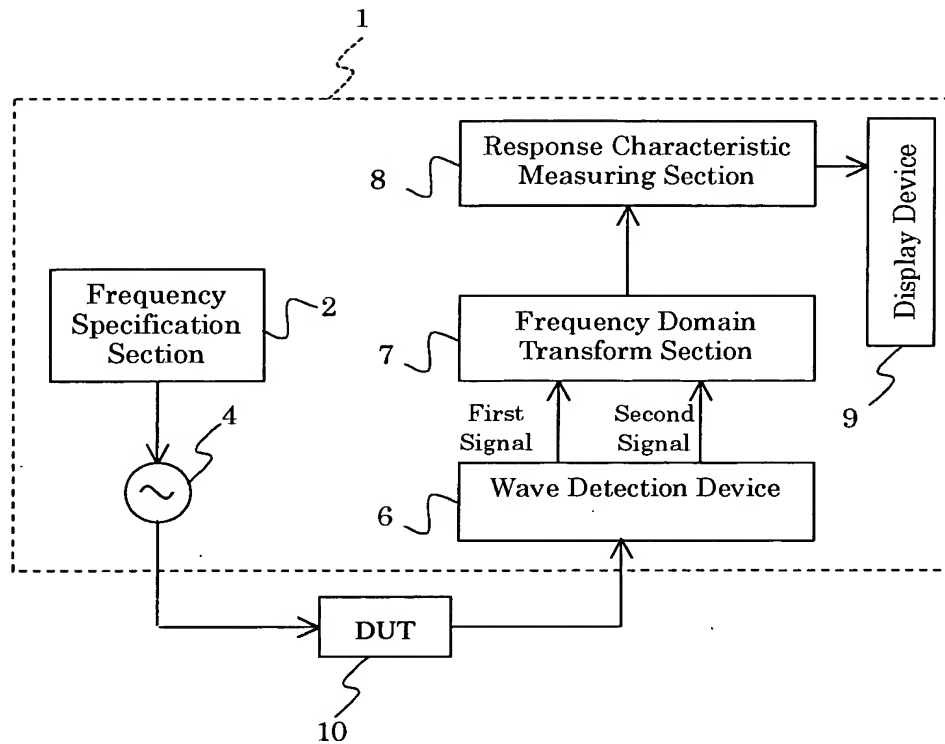 1
Response Characteristic
Measuring Section
8
Display Device
Frequency
Specification
Section
2
Frequency Domain
Transform Section
7
9
First
Signal
Second
Signal
4
Wave Detection Device
6
DUT
10